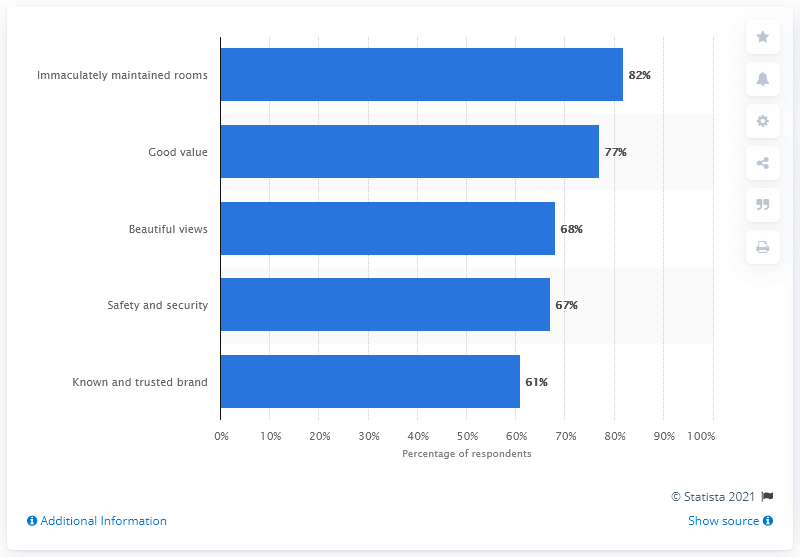 Immaculately maintained rooms 82%
Good value 77%
Beautiful views 68%
Safety and security 67%
Known and trusted brand 61%
0% 10% 20% 30% 40% 50% 60% 70% 80% 90% 100%
Percentage of respondents
© Statista 2021
Additional Information
Show source